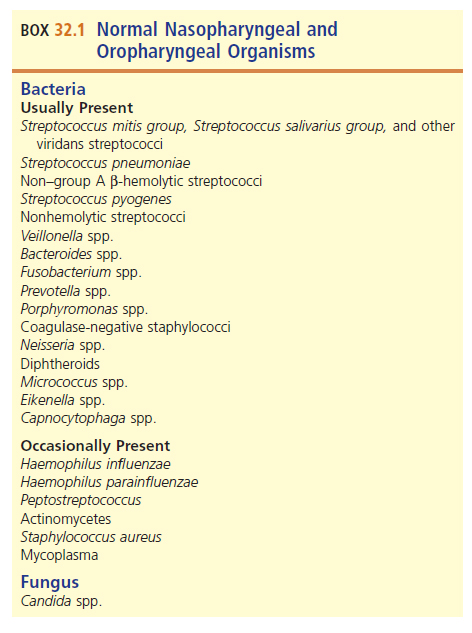 BOX 32.1 Normal Nasopharyngeal and
Oropharyngeal Organisms
Bacteria
Usually Present
Streptococcus mitis group, Streptococcus salivarius group, and other
viridans streptococci
Streptococcus pneumoniae
Non–group A β-hemolytic streptococci
Streptococcus pyogenes
Nonhemolytic streptococci
Veillonella spp.
Bacteroides spp.
Fusobacterium spp.
Prevotella spp.
Porphyromonas spp.
Coagulase-negative staphylococci
Neisseria spp.
Diphtheroids
Micrococcus spp.
Eikenella spp.
Capnocytophaga spp.
Occasionally Present
Haemophilus influenzae
Haemophilus parainfluenzae
Peptostreptococcus
Actinomycetes
Staphylococcus aureus
Mycoplasma
Fungus
Candida spp.